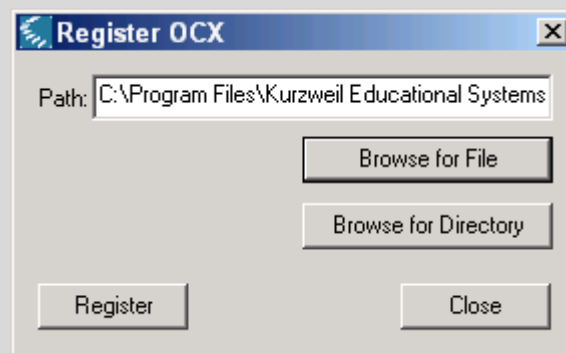 Register OCX
Path: C:\Program Files\Kurzweil Educational Systems
Browse for File
Browse for Directory
Register Close